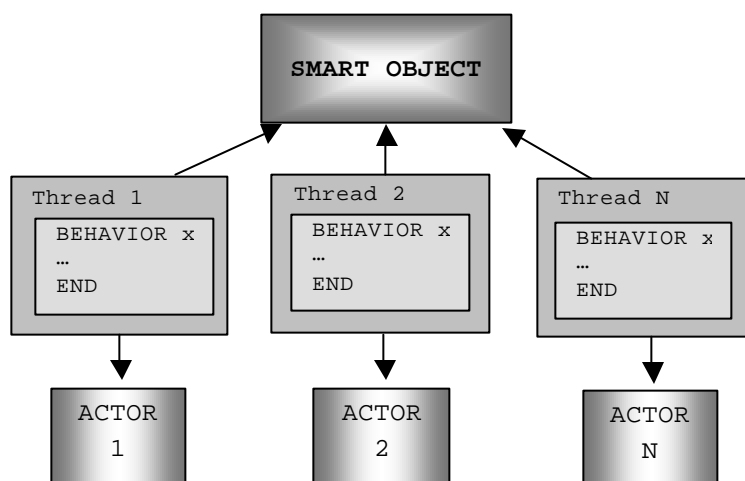 SMART OBJECT
Thread 1
BEHAVIOR x
…
END
Thread 2
BEHAVIOR x
…
END
Thread N
BEHAVIOR x
…
END
ACTOR
1
ACTOR
2
ACTOR
N